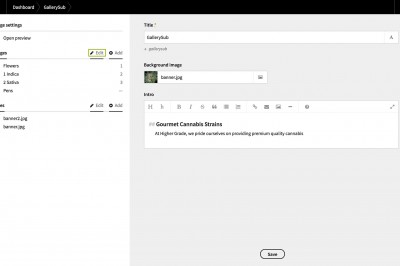 Dashboard GallerySub
ge settings
Open preview
ges Edit Add
Flowers 1
1 Indica 2
2 Sativa 3
Pens —
es Edit Add
banner2.jpg
banner.jpg
Title *
GallerySub
gallerysub
Background image
banner.jpg
Intro
## Gourmet Cannabis Strains
At Higher Grade, we pride ourselves on providing premium quality cannabis
Save